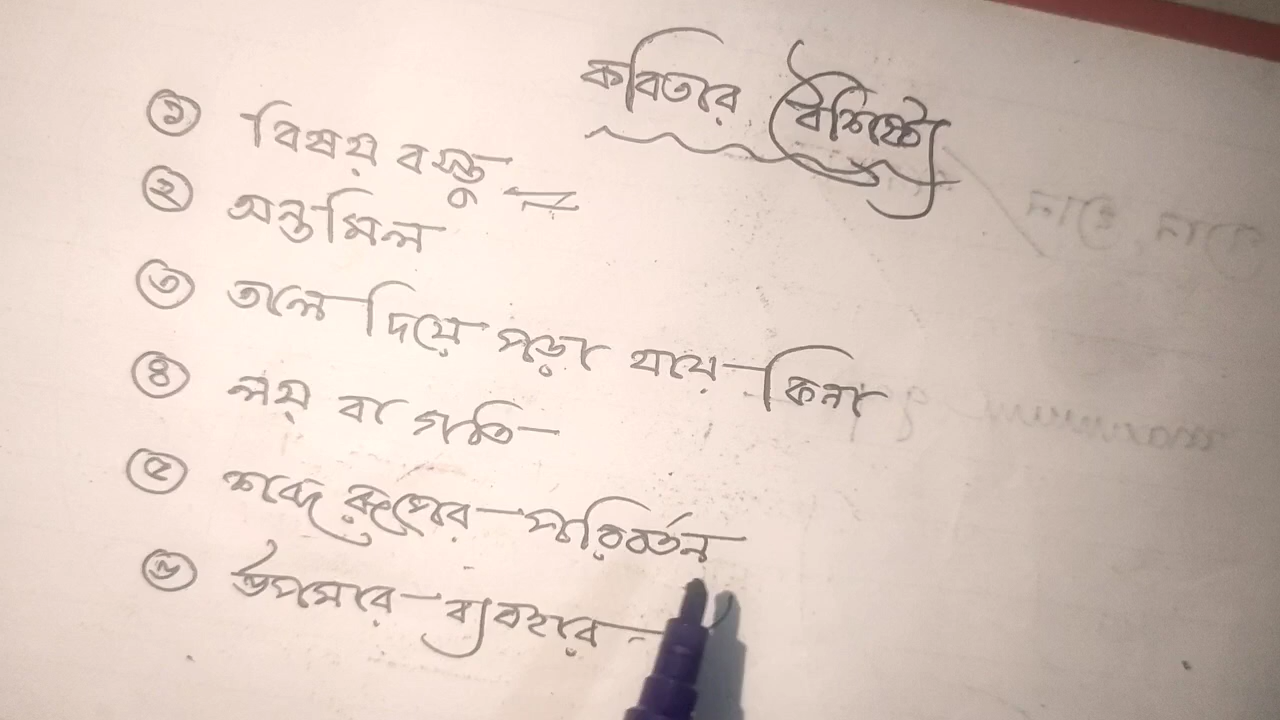 কবিতার বৈশিষ্ট্য
১ বিষয় বস্তু
২ অন্তমিল
৩ তালে দিয়ে পড়া যায় কিনা
৪ লয় বা গতি
৫ শব্দ রূপের পরিবর্তন
৬ উপমার ব্যবহার